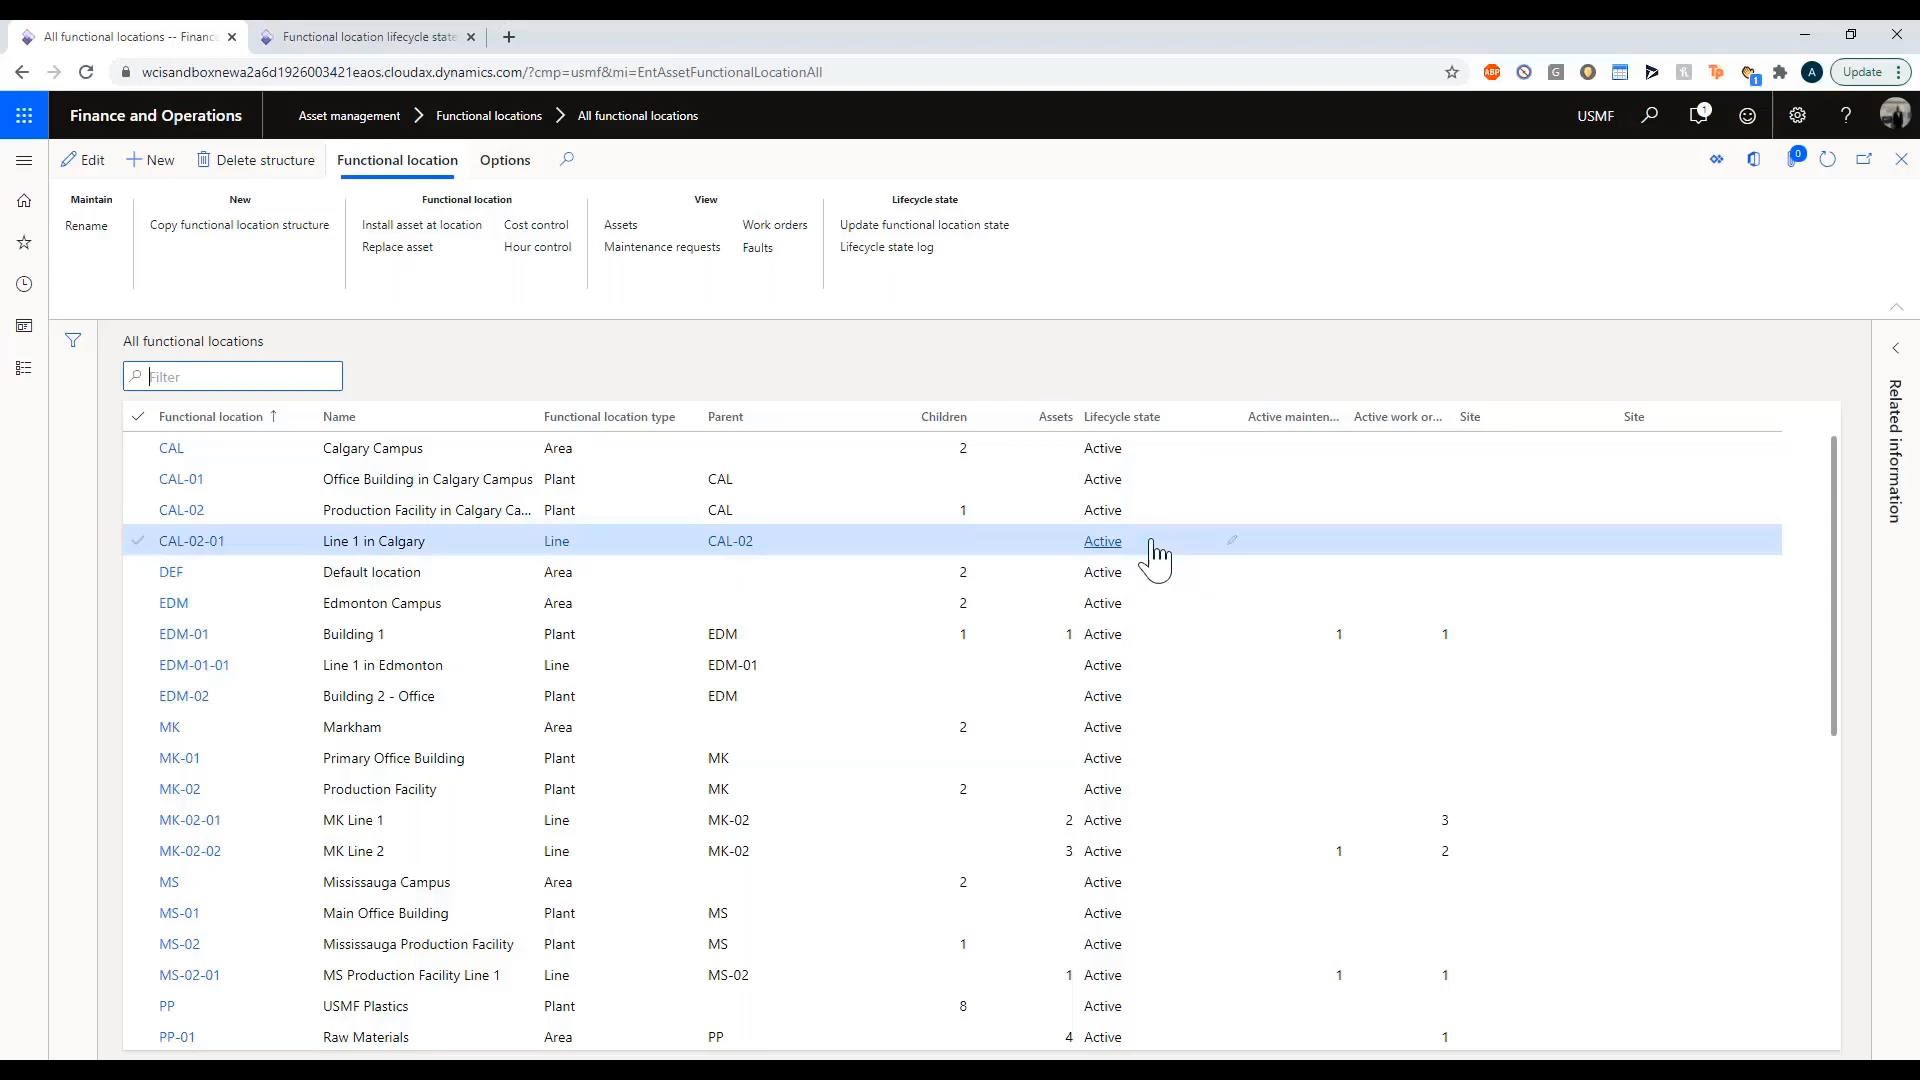 All functional locations -- Financ
Functional location lifecycle state
wcisandboxnewa2a6d1926003421eaos.cloudax.dynamics.com/?cmp=usmf&mi=EntAssetFunctionalLocationAll
ABP
G
Tp
1
A
Update
Finance and Operations
Asset management
Functional locations
All functional locations
USMF
1
?
Edit
New
Delete structure
Functional location
Options
0
Maintain
New
Functional location
View
Lifecycle state
Rename
Copy functional location structure
Install asset at location
Cost control
Assets
Work orders
Update functional location state
Replace asset
Hour control
Maintenance requests
Faults
Lifecycle state log
All functional locations
Filter
Related information
Functional location Name Functional location type Parent Children Assets Lifecycle state Active mainten... Active work or... Site Site
CAL Calgary Campus Area 2 Active
CAL-01 Office Building in Calgary Campus Plant CAL Active
CAL-02 Production Facility in Calgary Ca... Plant CAL 1 Active
CAL-02-01 Line 1 in Calgary Line CAL-02 Active
DEF Default location Area 2 Active
EDM Edmonton Campus Area 2 Active
EDM-01 Building 1 Plant EDM 1 1 Active 1 1
EDM-01-01 Line 1 in Edmonton Line EDM-01 Active
EDM-02 Building 2 - Office Plant EDM Active
MK Markham Area 2 Active
MK-01 Primary Office Building Plant MK Active
MK-02 Production Facility Plant MK 2 Active
MK-02-01 MK Line 1 Line MK-02 2 Active 3
MK-02-02 MK Line 2 Line MK-02 3 Active 1 2
MS Mississauga Campus Area 2 Active
MS-01 Main Office Building Plant MS Active
MS-02 Mississauga Production Facility Plant MS 1 Active
MS-02-01 MS Production Facility Line 1 Line MS-02 1 Active 1 1
PP USMF Plastics Plant 8 Active
PP-01 Raw Materials Area PP 4 Active 1